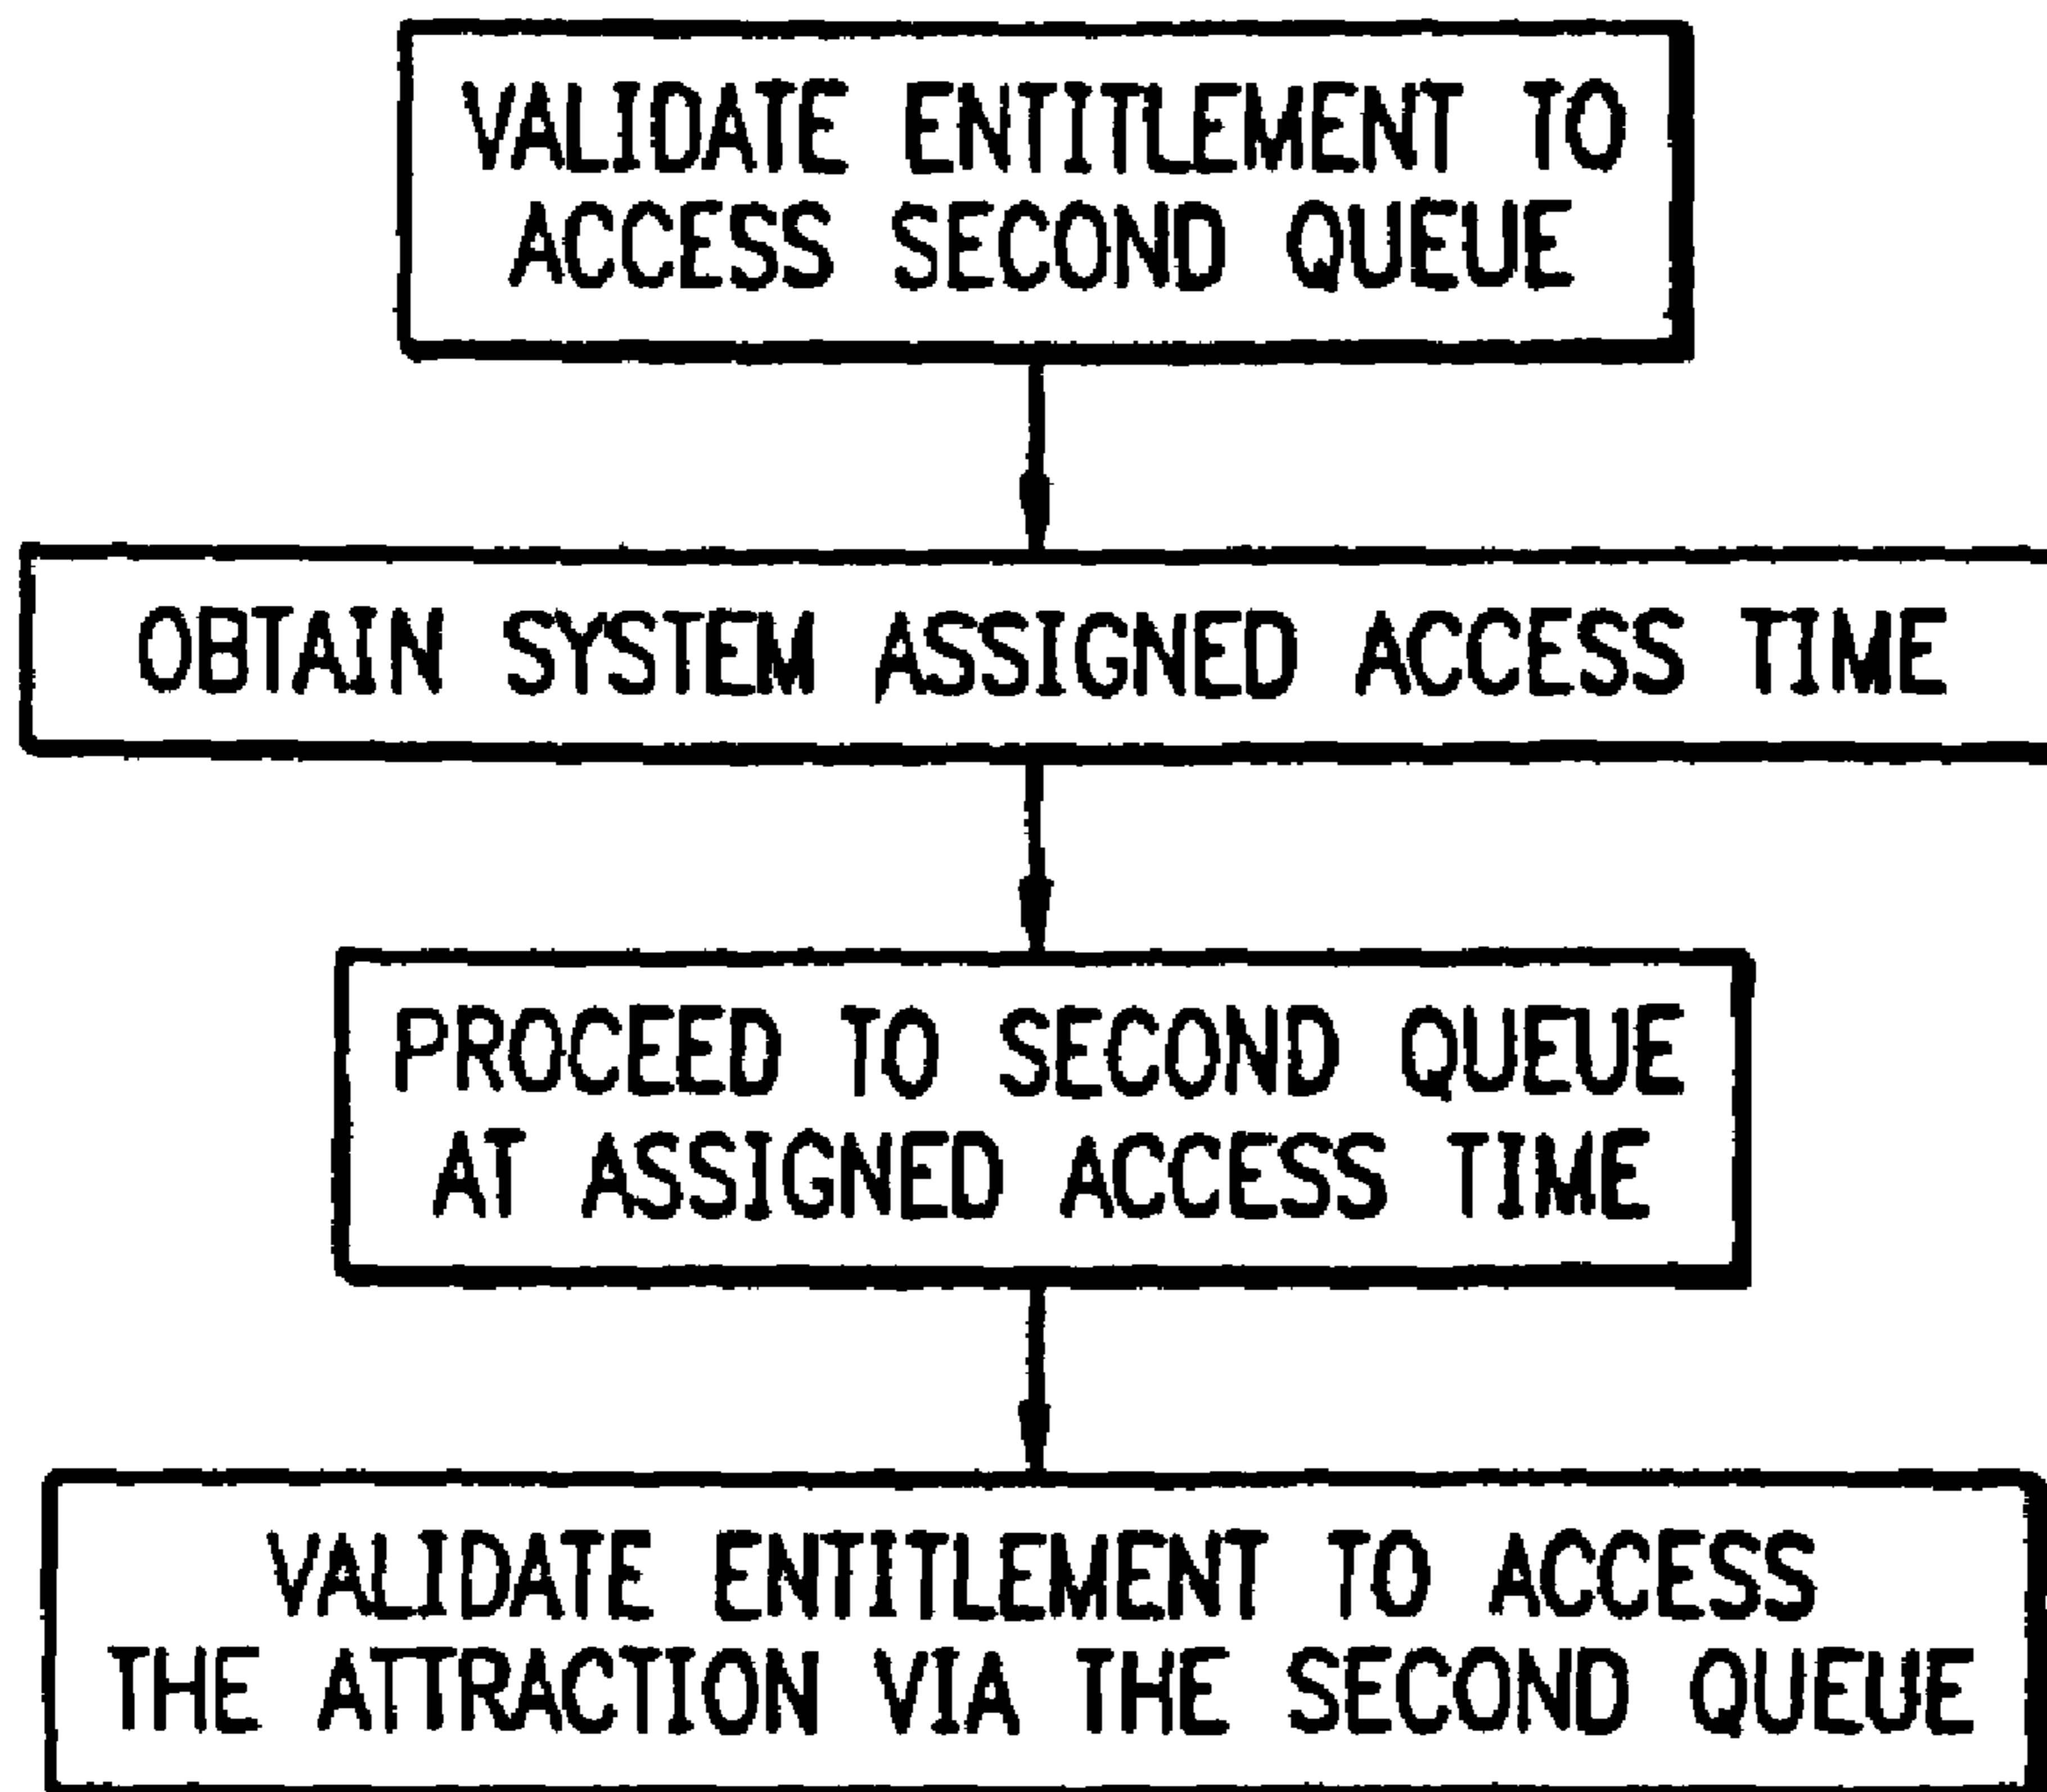 VALIDATE ENTITLEMENT TO
ACCESS SECOND QUEUE
OBTAIN SYSTEM ASSIGNED ACCESS TIME
PROCEED TO SECOND QUEUE
AT ASSIGNED ACCESS TIME
VALIDATE ENTITLEMENT TO ACCESS
THE ATTRACTION VIA THE SECOND QUEUE